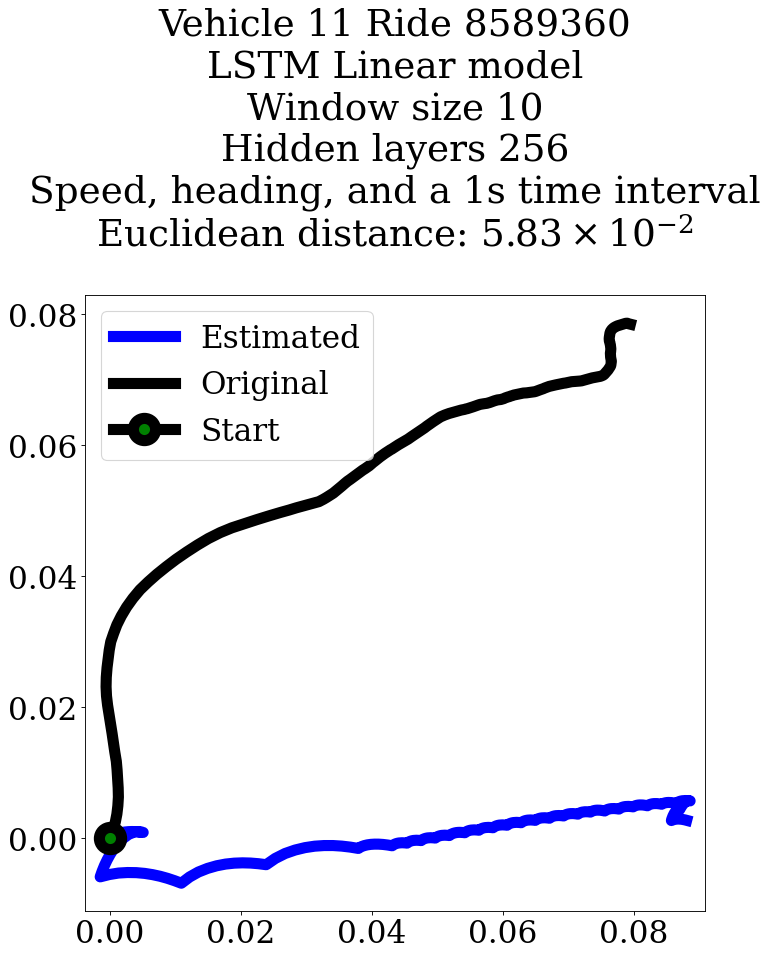 Vehicle 11 Ride 8589360
LSTM Linear model
Window size 10
Hidden layers 256
Speed, heading, and a 1s time interval
Euclidean distance: 5.83 × 10⁻²
Estimated
Original
Start
0.08
0.06
0.04
0.02
0.00
0.00 0.02 0.04 0.06 0.08